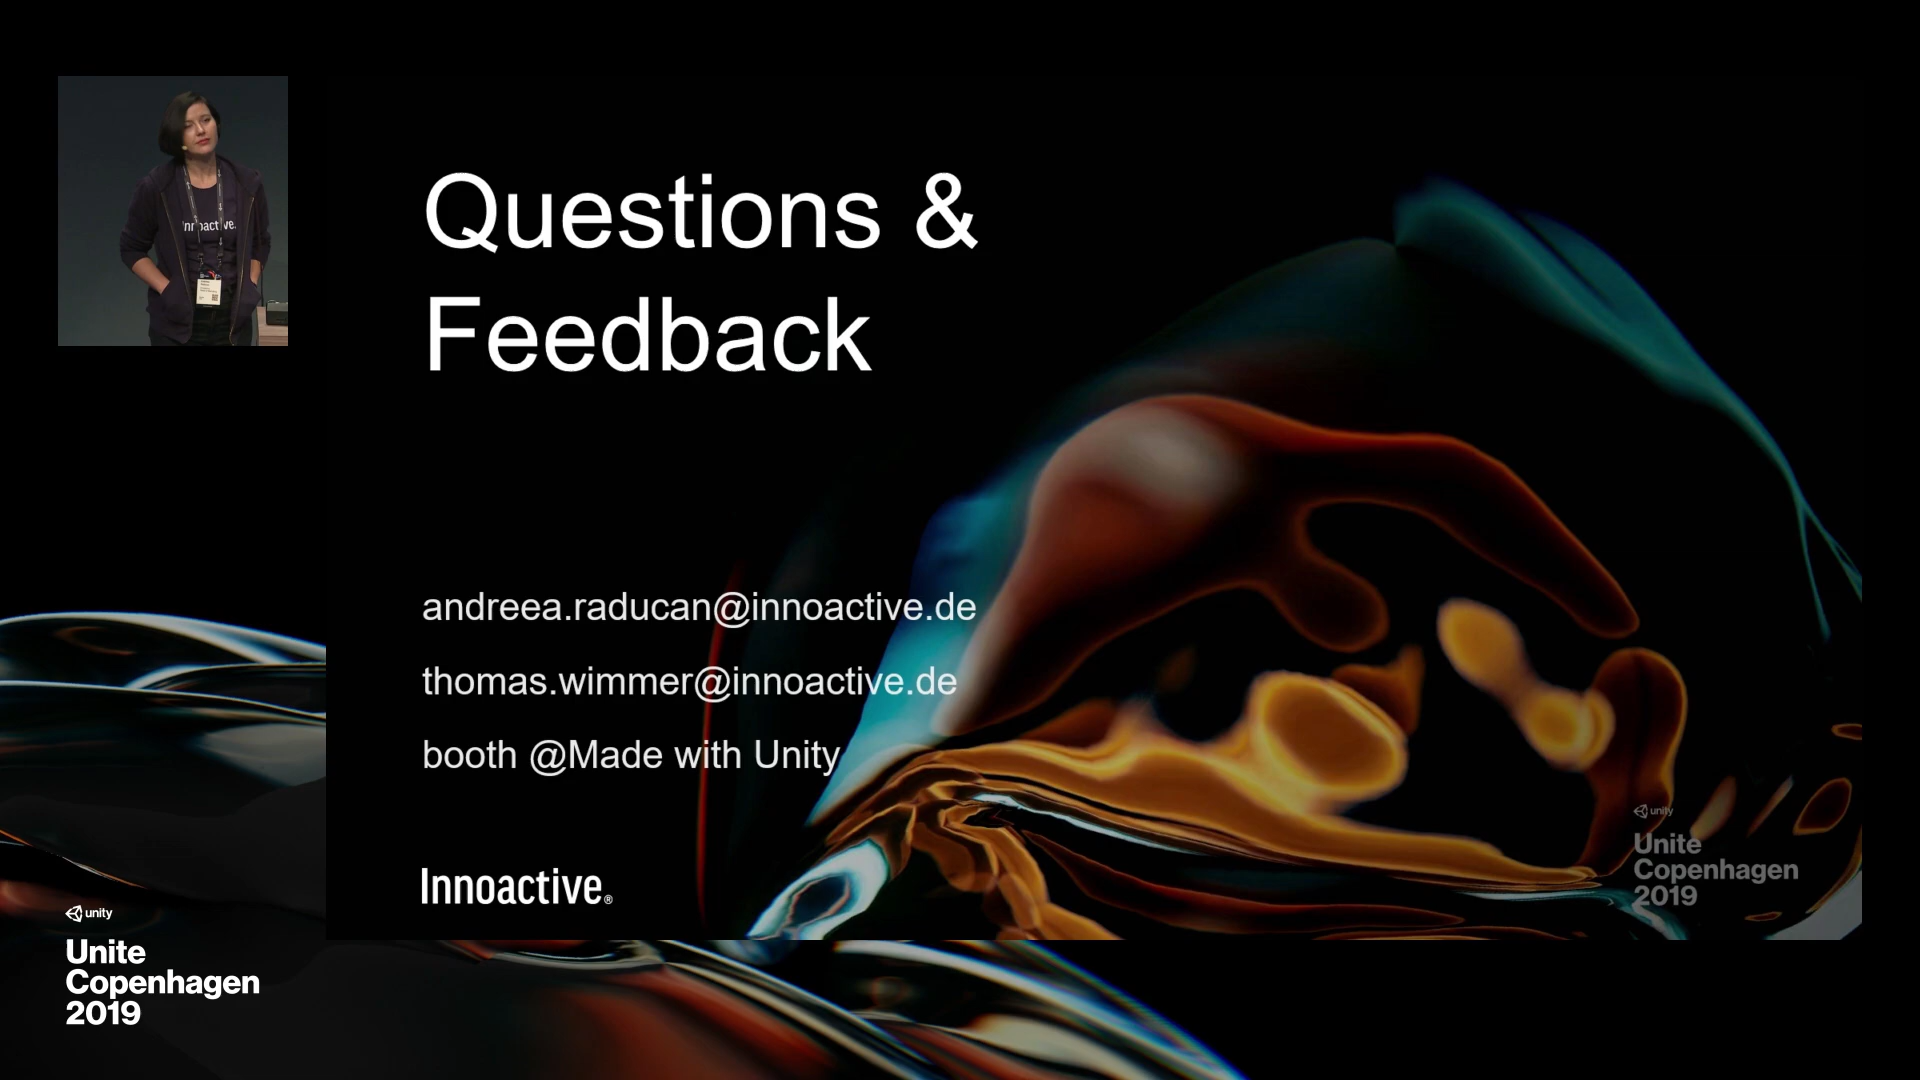 Questions &
Feedback
andreea.raducan@innoactive.de
thomas.wimmer@innoactive.de
booth @Made with Unity
Innoactive®
unity
Unite
Copenhagen
2019
unity
Unite
Copenhagen
2019